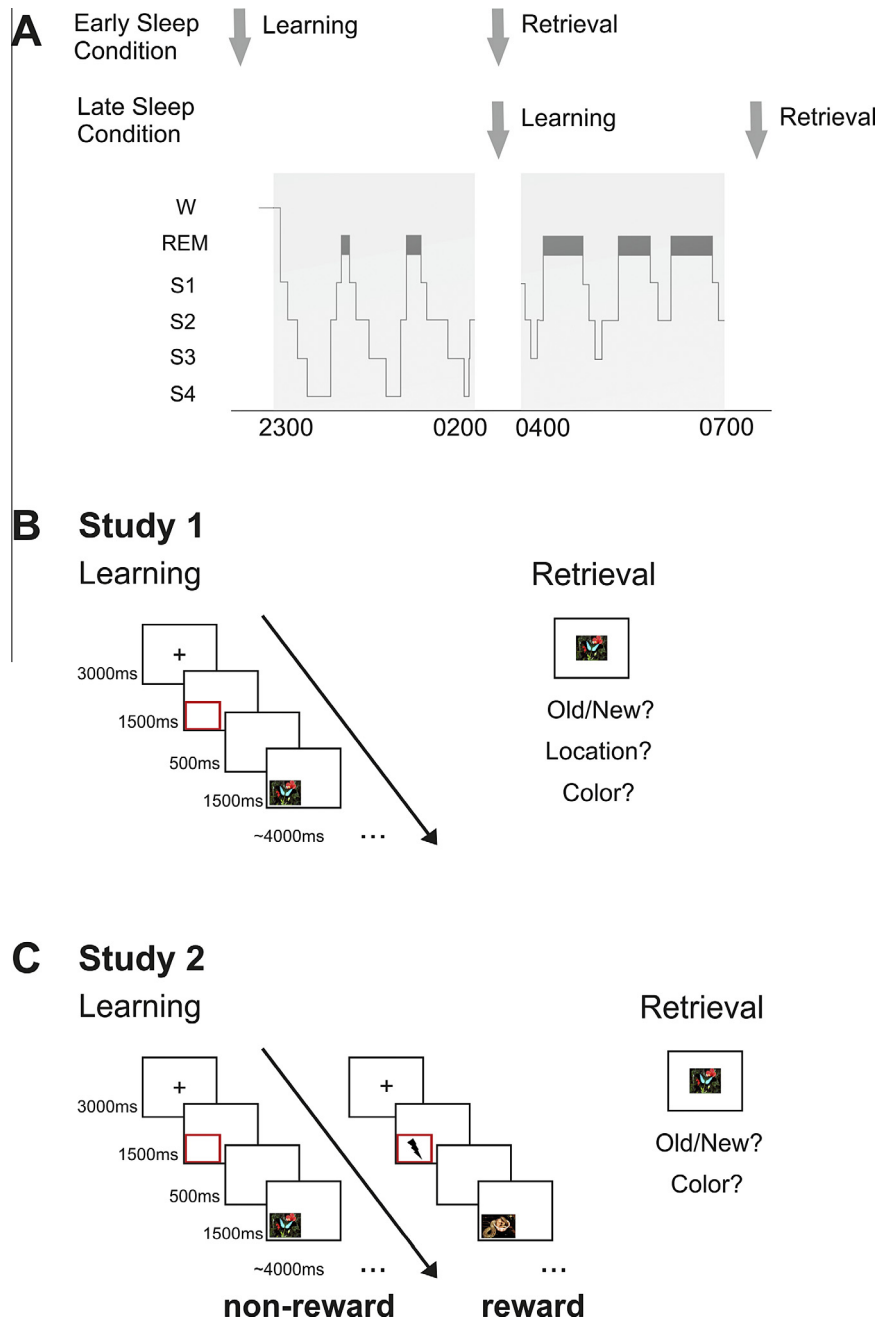 A
Early Sleep
Condition
Learning
Retrieval
Late Sleep
Condition
Learning
Retrieval
W
REM
S1
S2
S3
S4
2300
0200
0400
0700
B Study 1
Learning
Retrieval
+
3000ms
1500ms
500ms
1500ms
~4000ms
...
Old/New?
Location?
Color?
C Study 2
Learning
Retrieval
+
3000ms
1500ms
500ms
1500ms
~4000ms
...
+
...
Old/New?
Color?
non-reward
reward